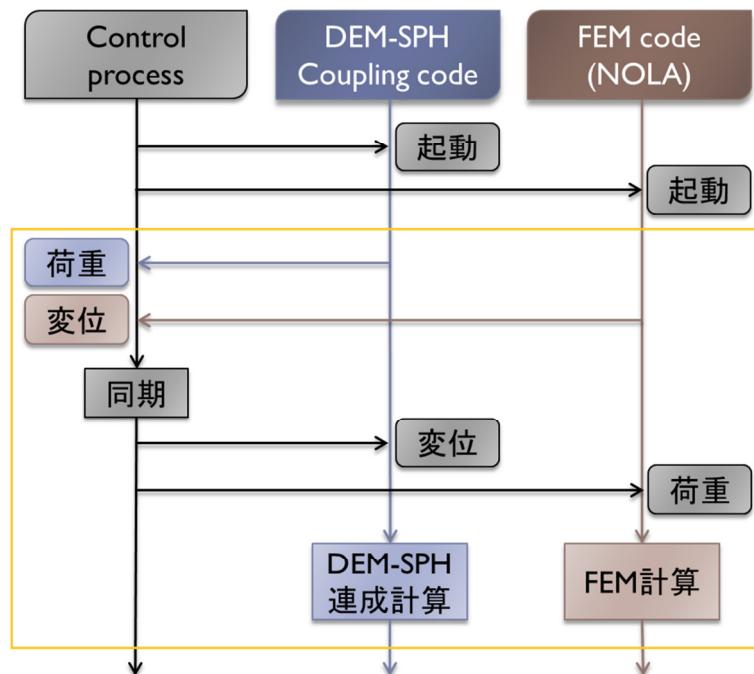 Control
process
DEM-SPH
Coupling code
FEM code
(NOLA)
起動
起動
荷重
変位
同期
変位
荷重
DEM-SPH
連成計算
FEM計算